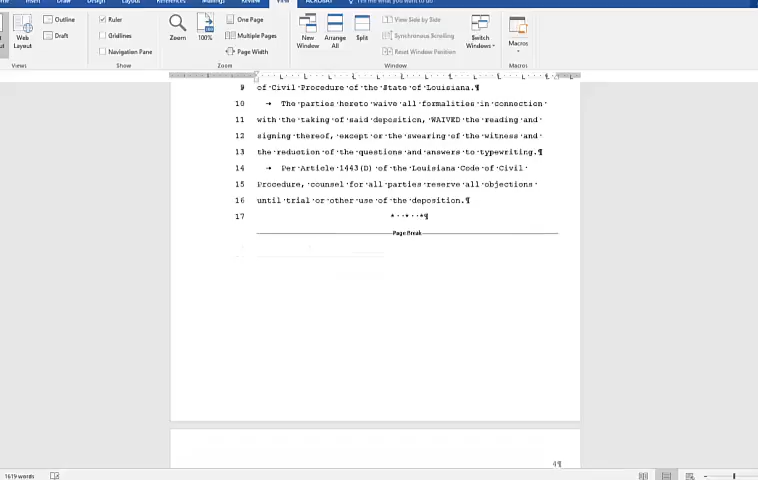 Insert Draw Design Layout References Mailings Review View ACROBAT Tell me what you want to do
Outline
Draft
Web Layout
Views
Ruler
Gridlines
Navigation Pane
Show
Zoom
100%
One Page
Multiple Pages
Page Width
Zoom
New Window
Arrange All
Split
View Side by Side
Synchronous Scrolling
Reset Window Position
Window
Switch Windows
Macros
Macros
9 of Civil Procedure of the State of Louisiana.¶
10 → The parties hereto waive all formalities in connection
11 with the taking of said deposition, WAIVED the reading and
12 signing thereof, except or the swearing of the witness and
13 the reduction of the questions and answers to typewriting.¶
14 → Per Article 1443(D) of the Louisiana Code of Civil
15 Procedure, counsel for all parties reserve all objections
16 until trial or other use of the deposition.¶
17 * * *¶
Page Break
4¶
1619 words